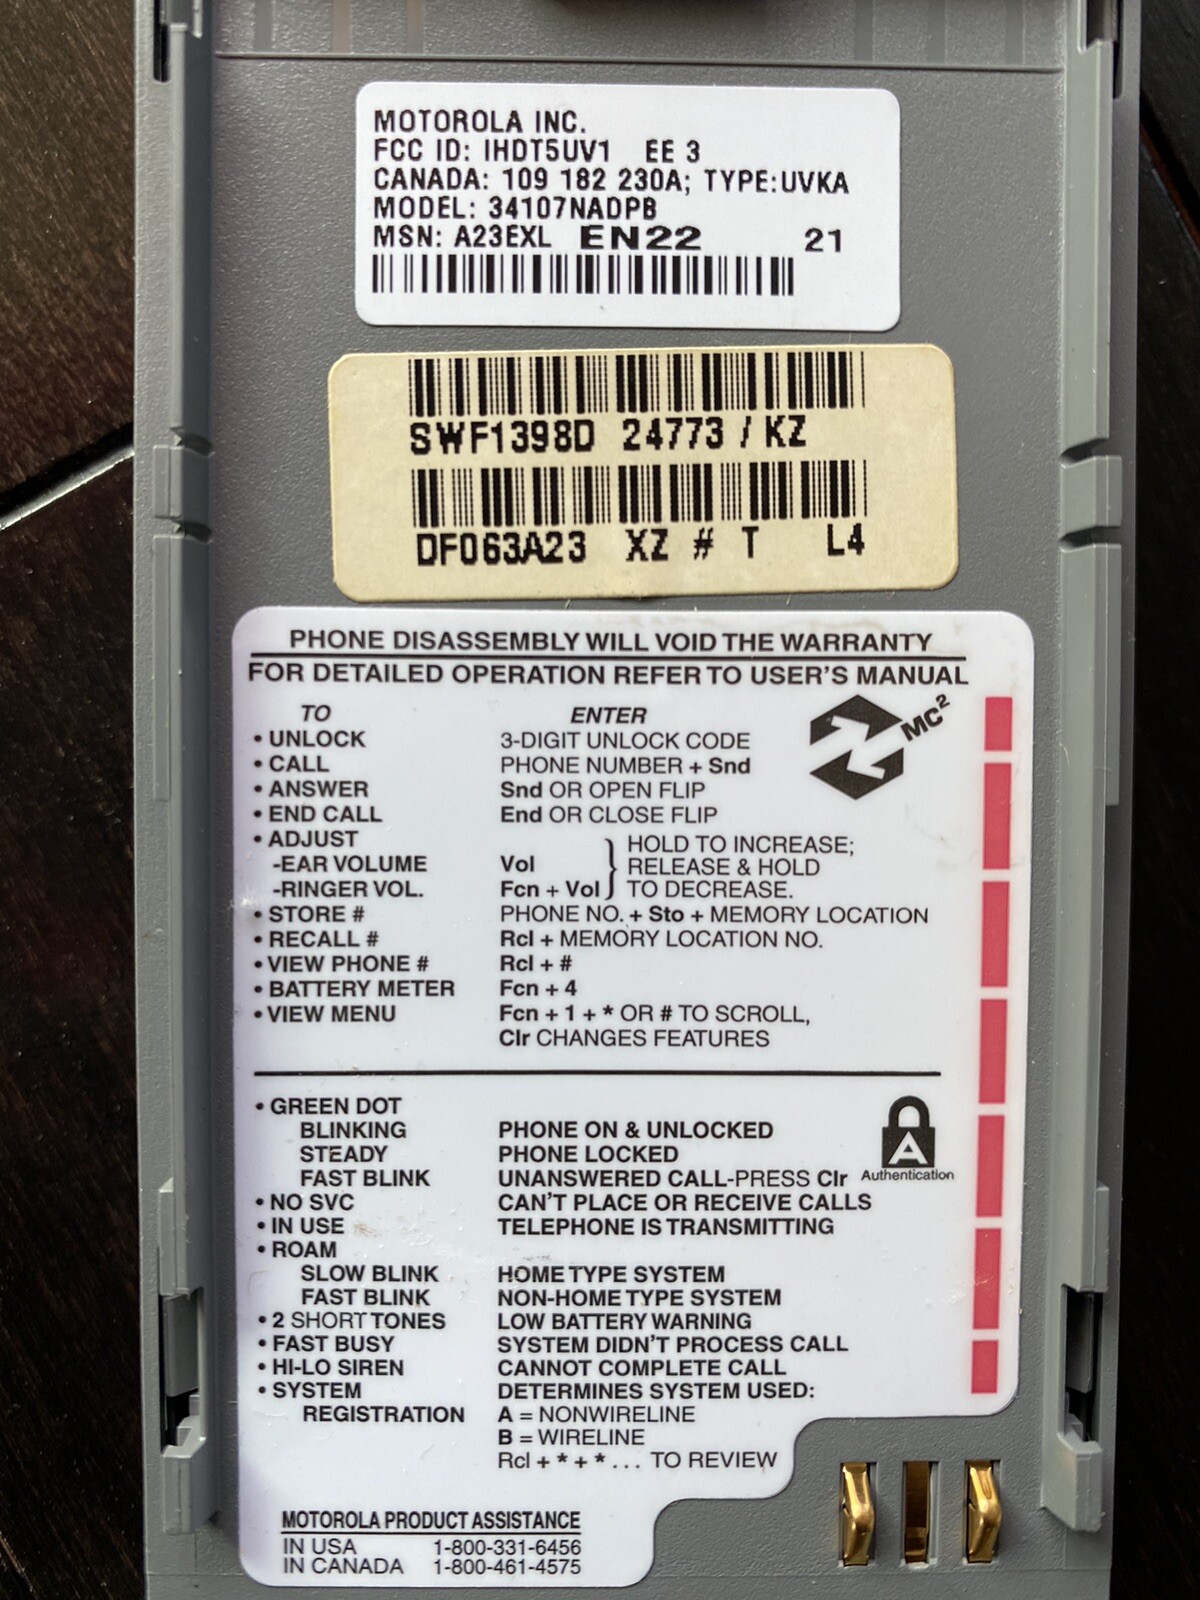 MOTOROLA INC.
FCC ID: IHDT5UV1 EE 3
CANADA: 109 182 230A; TYPE:UVKA
MODEL: 34107NADPB
MSN: A23EXL EN22 21
SWF1398D 24773 / KZ
DF063A23 XZ # T L4
PHONE DISASSEMBLY WILL VOID THE WARRANTY
FOR DETAILED OPERATION REFER TO USER'S MANUAL
TO ENTER
MC²
• UNLOCK 3-DIGIT UNLOCK CODE
• CALL PHONE NUMBER + Snd
• ANSWER Snd OR OPEN FLIP
• END CALL End OR CLOSE FLIP
• ADJUST HOLD TO INCREASE;
-EAR VOLUME Vol RELEASE & HOLD
-RINGER VOL. Fcn + Vol TO DECREASE.
• STORE # PHONE NO. + Sto + MEMORY LOCATION
• RECALL # Rcl + MEMORY LOCATION NO.
• VIEW PHONE # Rcl + #
• BATTERY METER Fcn + 4
• VIEW MENU Fcn + 1 + * OR # TO SCROLL,
Clr CHANGES FEATURES
• GREEN DOT
BLINKING PHONE ON & UNLOCKED
STEADY PHONE LOCKED
A
FAST BLINK UNANSWERED CALL-PRESS Clr
Authentication
• NO SVC CAN'T PLACE OR RECEIVE CALLS
• IN USE TELEPHONE IS TRANSMITTING
• ROAM
SLOW BLINK HOME TYPE SYSTEM
FAST BLINK NON-HOME TYPE SYSTEM
• 2 SHORT TONES LOW BATTERY WARNING
• FAST BUSY SYSTEM DIDN'T PROCESS CALL
• HI-LO SIREN CANNOT COMPLETE CALL
• SYSTEM DETERMINES SYSTEM USED:
REGISTRATION A = NONWIRELINE
B = WIRELINE
Rcl + * + * ... TO REVIEW
MOTOROLA PRODUCT ASSISTANCE
IN USA 1-800-331-6456
IN CANADA 1-800-461-4575